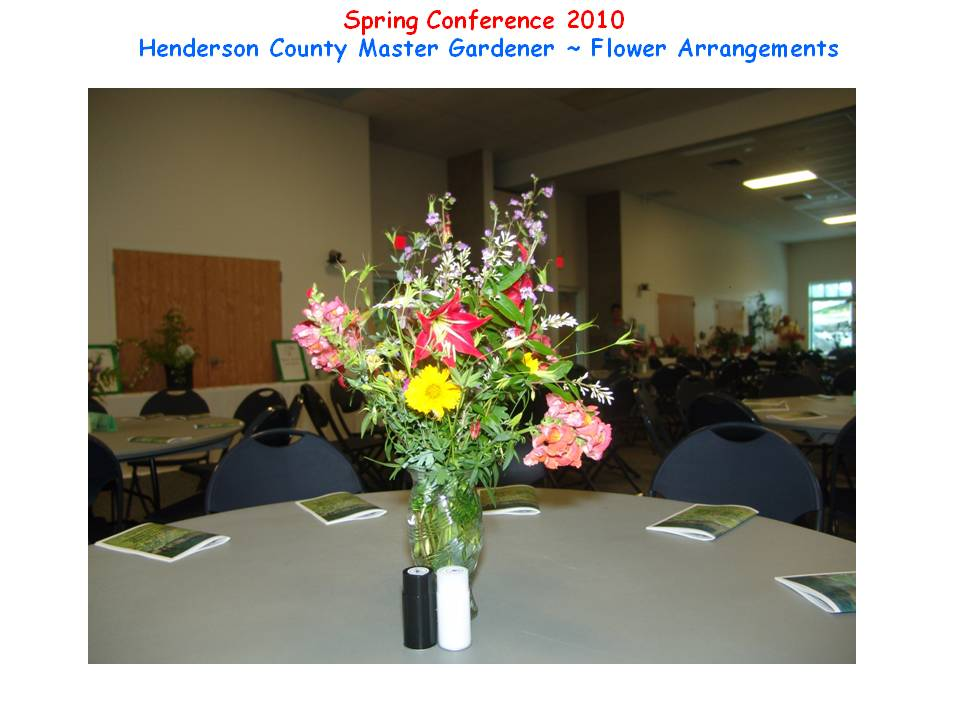 Spring Conference 2010
Henderson County Master Gardener ~ Flower Arrangements